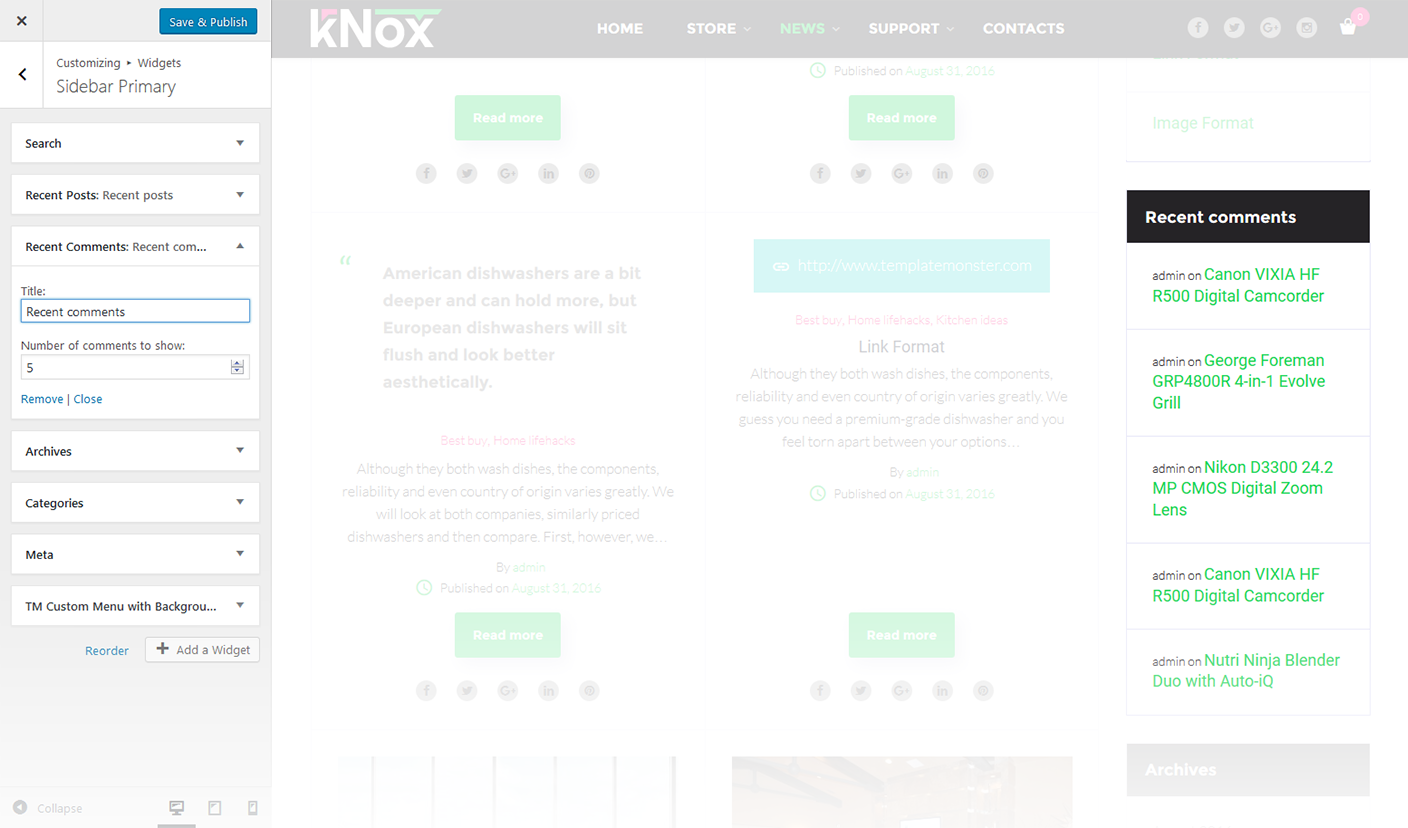 Save & Publish
Customizing ▸ Widgets
Sidebar Primary
Search
Recent Posts: Recent posts
Recent Comments: Recent com...
Title:
Recent comments
Number of comments to show:
5
Remove | Close
Archives
Categories
Meta
TM Custom Menu with Backgrou...
Reorder
Add a Widget
Collapse
kNox
HOME STORE NEWS SUPPORT CONTACTS
0
Published on August 31, 2016
Read more
Published on August 31, 2016
Read more
“
American dishwashers are a bit
deeper and can hold more, but
European dishwashers will sit
flush and look better
aesthetically.
Best buy, Home lifehacks
Although they both wash dishes, the components,
reliability and even country of origin varies greatly. We
will look at both companies, similarly priced
dishwashers and then compare. First, however, we…
By admin
Published on August 31, 2016
Read more
http://www.templatemonster.com
Best buy, Home lifehacks, Kitchen ideas
Link Format
Although they both wash dishes, the components,
reliability and even country of origin varies greatly. We
guess you need a premium-grade dishwasher and you
feel torn apart between your options…
By admin
Published on August 31, 2016
Read more
Image Format
Recent comments
admin on Canon VIXIA HF
R500 Digital Camcorder
admin on George Foreman
GRP4800R 4-in-1 Evolve
Grill
admin on Nikon D3300 24.2
MP CMOS Digital Zoom
Lens
admin on Canon VIXIA HF
R500 Digital Camcorder
admin on Nutri Ninja Blender
Duo with Auto-iQ
Archives